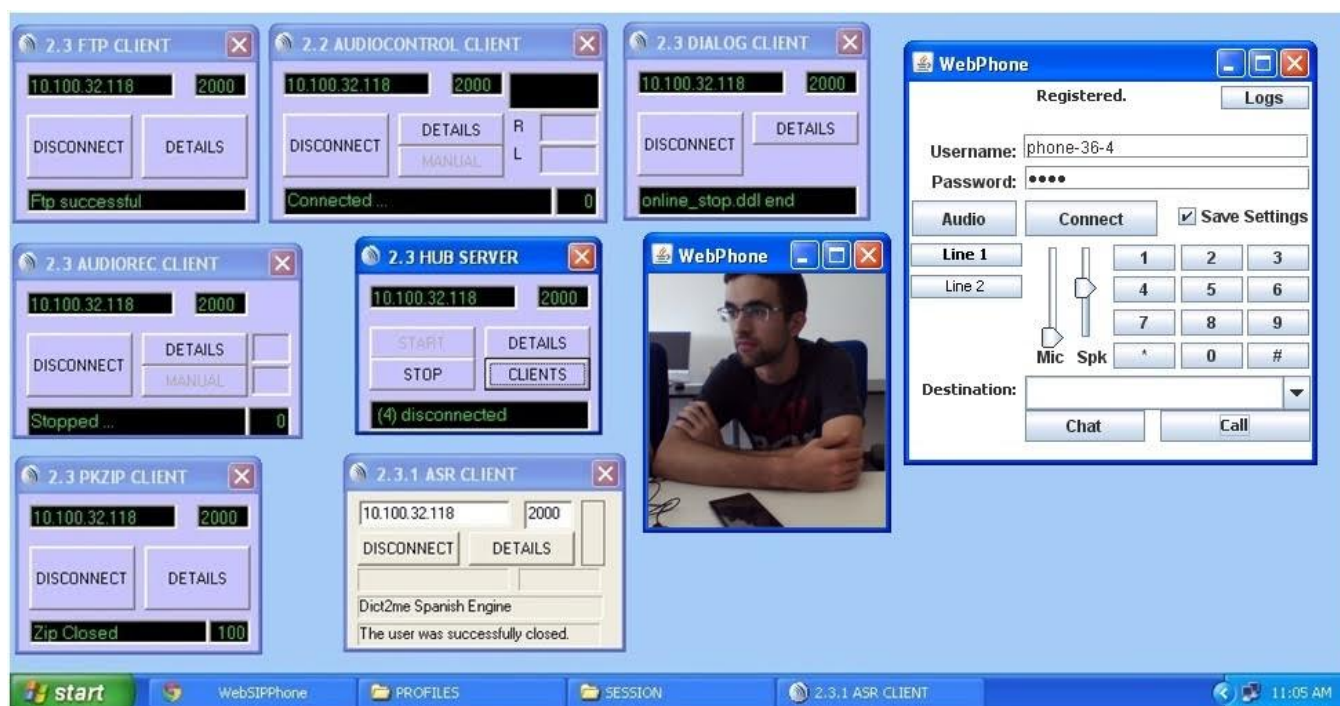 2.3 FTP CLIENT
10.100.32.118 2000
DISCONNECT DETAILS
Ftp successful
2.2 AUDIOCONTROL CLIENT
10.100.32.118 2000
DISCONNECT DETAILS R
MANUAL L
Connected ... 0
2.3 DIALOG CLIENT
10.100.32.118 2000
DISCONNECT DETAILS
online_stop.ddl end
WebPhone
Registered. Logs
Username: phone-36-4
Password: ••••
Audio Connect Save Settings
Line 1 1 2 3
Line 2 4 5 6
7 8 9
Mic Spk * 0 #
Destination:
Chat Call
2.3 AUDIOREC CLIENT
10.100.32.118 2000
DISCONNECT DETAILS
MANUAL
Stopped ... 0
2.3 HUB SERVER
10.100.32.118 2000
START DETAILS
STOP CLIENTS
(4) disconnected
WebPhone
2.3 PKZIP CLIENT
10.100.32.118 2000
DISCONNECT DETAILS
Zip Closed 100
2.3.1 ASR CLIENT
10.100.32.118 2000
DISCONNECT DETAILS
Dict2me Spanish Engine
The user was successfully closed.
start WebSIPPhone PROFILES SESSION 2.3.1 ASR CLIENT 11:05 AM